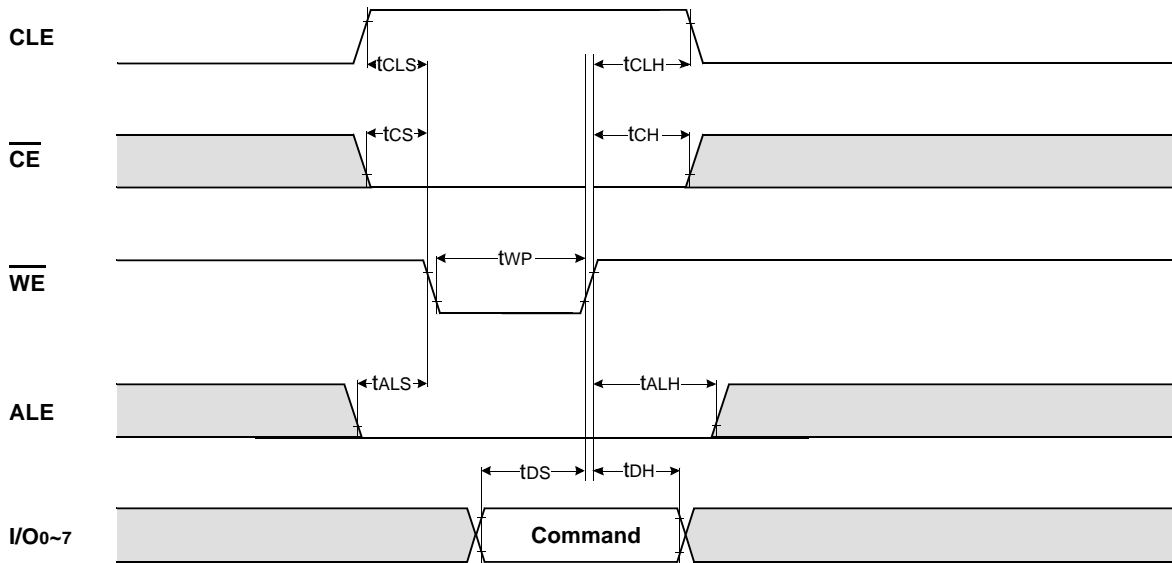 CLE
tCLS
tCLH
CE
tCS
tCH
WE
tWP
ALE
tALS
tALH
tDS
tDH
I/O0~7
Command